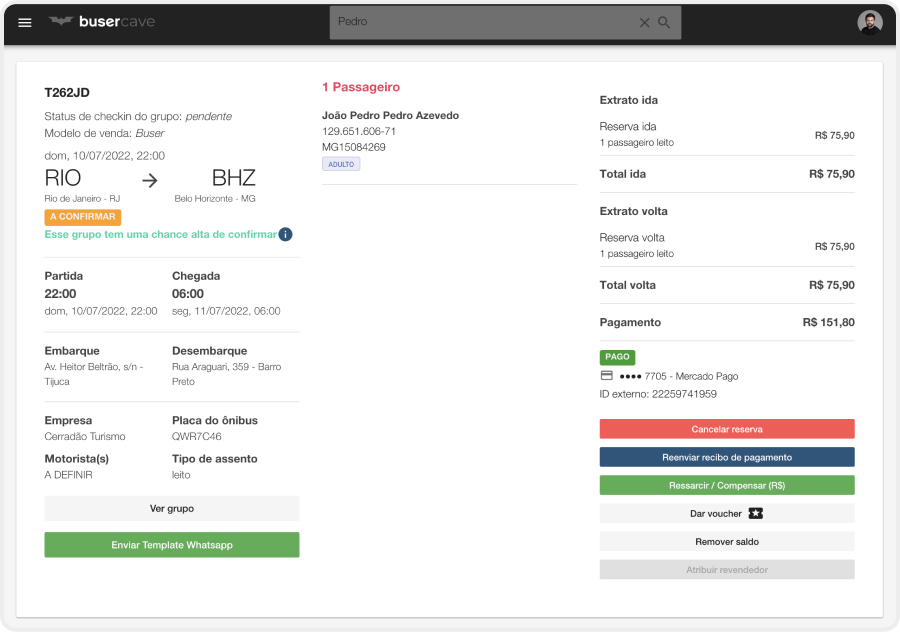 busercave
Pedro
T262JD
Status de checkin do grupo: pendente
Modelo de venda: Buser
dom, 10/07/2022, 22:00
RIO → BHZ
Rio de Janeiro - RJ Belo Horizonte - MG
A CONFIRMAR
Esse grupo tem uma chance alta de confirmar i
Partida Chegada
22:00 06:00
dom, 10/07/2022, 22:00 seg, 11/07/2022, 06:00
Embarque Desembarque
Av. Heitor Beltrão, s/n - Rua Araguari, 359 - Barro
Tijuca Preto
Empresa Placa do ônibus
Cerradão Turismo QWR7C46
Motorista(s) Tipo de assento
A DEFINIR leito
Ver grupo
Enviar Template Whatsapp
1 Passageiro
João Pedro Pedro Azevedo
129.651.606-71
MG15084269
ADULTO
Extrato ida
Reserva ida
1 passageiro leito R$ 75,90
Total ida R$ 75,90
Extrato volta
Reserva volta
1 passageiro leito R$ 75,90
Total volta R$ 75,90
Pagamento R$ 151,80
PAGO
•••• 7705 - Mercado Pago
ID externo: 22259741959
Cancelar reserva
Reenviar recibo de pagamento
Ressarcir / Compensar (R$)
Dar voucher
Remover saldo
Atribuir revendedor